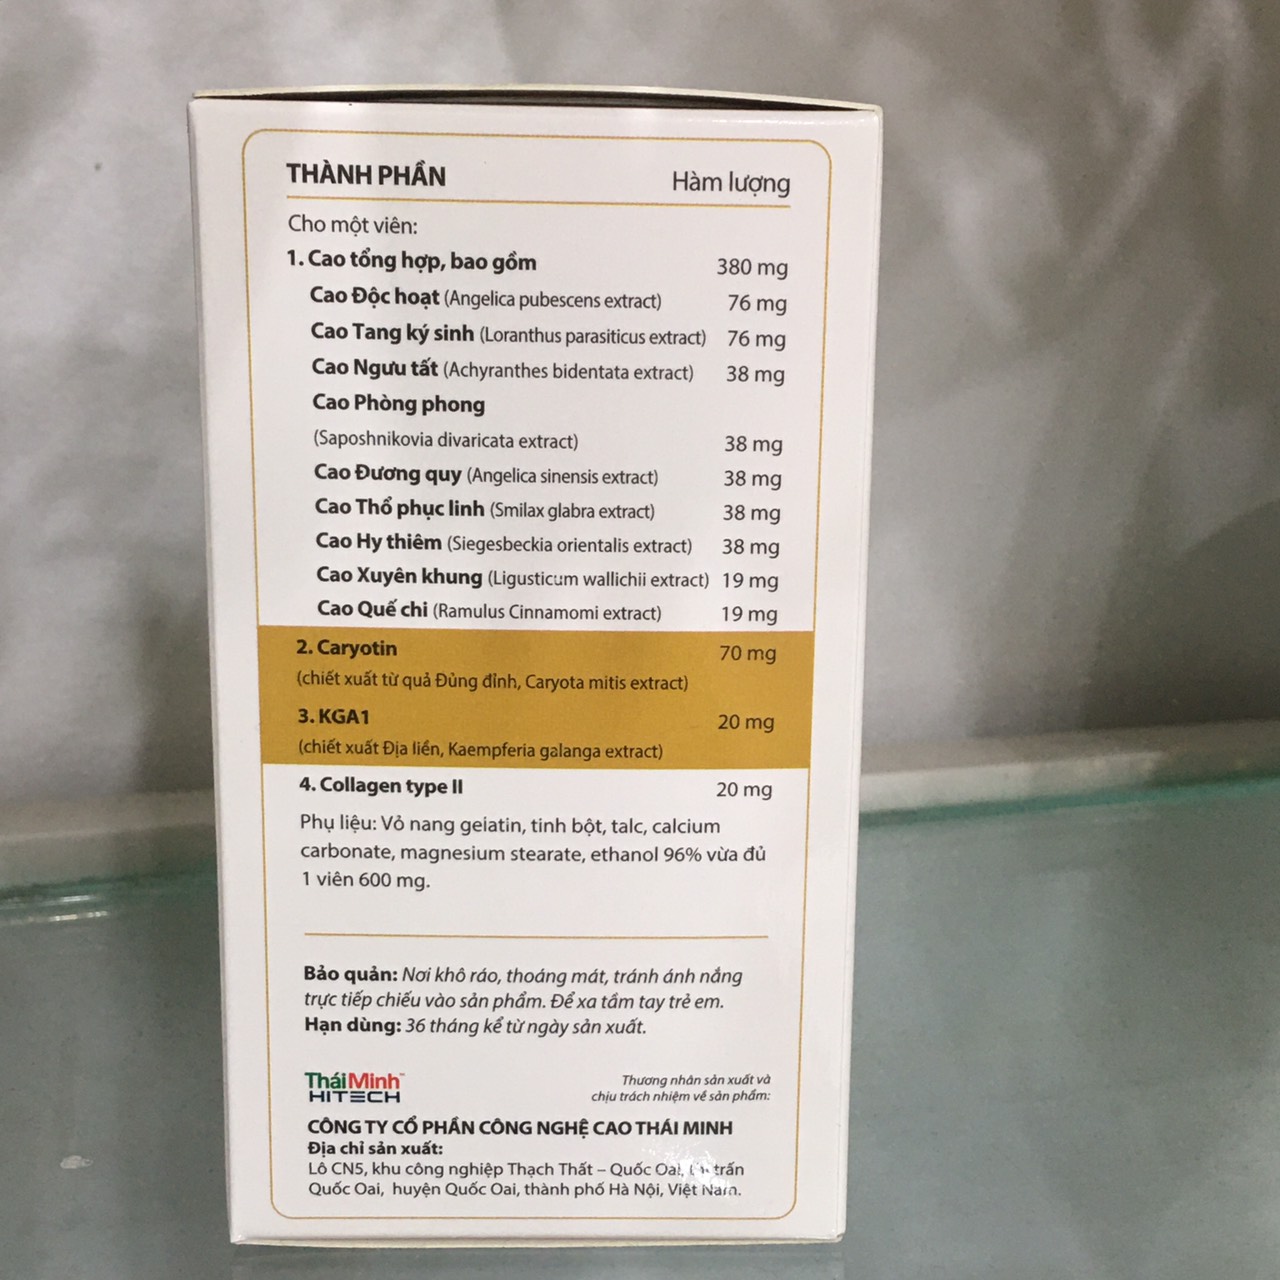 THÀNH PHẦN Hàm lượng
Cho một viên:
1. Cao tổng hợp, bao gồm 380 mg
Cao Độc hoạt (Angelica pubescens extract) 76 mg
Cao Tang ký sinh (Loranthus parasiticus extract) 76 mg
Cao Ngưu tất (Achyranthes bidentata extract) 38 mg
Cao Phòng phong
(Saposhnikovia divaricata extract) 38 mg
Cao Đương quy (Angelica sinensis extract) 38 mg
Cao Thổ phục linh (Smilax glabra extract) 38 mg
Cao Hy thiêm (Siegesbeckia orientalis extract) 38 mg
Cao Xuyên khung (Ligusticum wallichii extract) 19 mg
Cao Quế chi (Ramulus Cinnamomi extract) 19 mg
2. Caryotin 70 mg
(chiết xuất từ quả Đủng đỉnh, Caryota mitis extract)
3. KGA1 20 mg
(chiết xuất Địa liền, Kaempferia galanga extract)
4. Collagen type II 20 mg
Phụ liệu: Vỏ nang gelatin, tinh bột, talc, calcium
carbonate, magnesium stearate, ethanol 96% vừa đủ
1 viên 600 mg.
Bảo quản: Nơi khô ráo, thoáng mát, tránh ánh nắng
trực tiếp chiếu vào sản phẩm. Để xa tầm tay trẻ em.
Hạn dùng: 36 tháng kể từ ngày sản xuất.
TháiMinh™
HITECH
Thương nhân sản xuất và
chịu trách nhiệm về sản phẩm:
CÔNG TY CỔ PHẦN CÔNG NGHỆ CAO THÁI MINH
Địa chỉ sản xuất:
Lô CN5, khu công nghiệp Thạch Thất – Quốc Oai, trấn
Quốc Oai, huyện Quốc Oai, thành phố Hà Nội, Việt Nam.